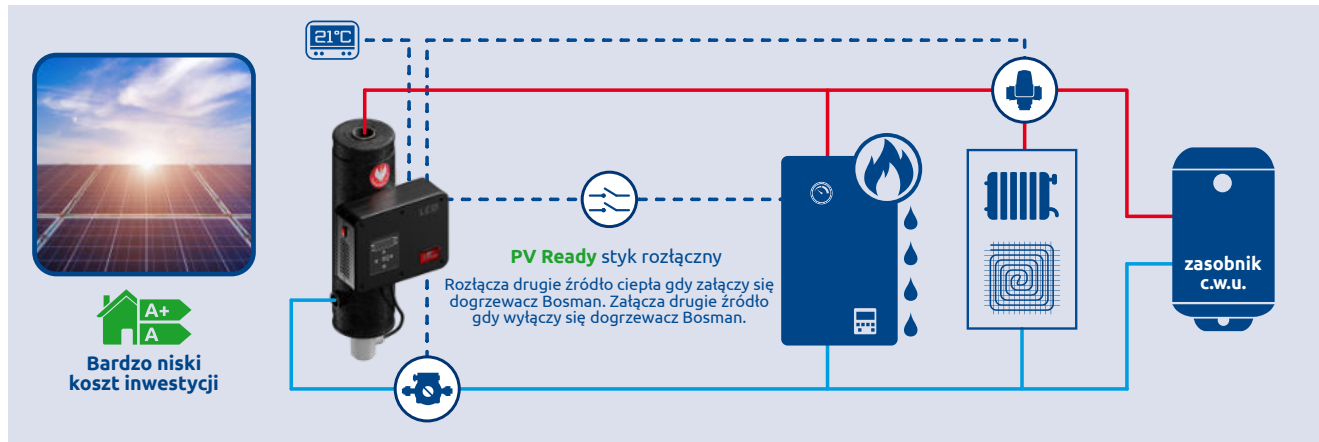 21°C
LED
PV Ready styk rozłączny
Rozłącza drugie źródło ciepła gdy załączy się
dogrzewacz Bosman. Załącza drugie źródło
gdy wyłączy się dogrzewacz Bosman.
zasobnik
c.w.u.
A+
A
Bardzo niski
koszt inwestycji